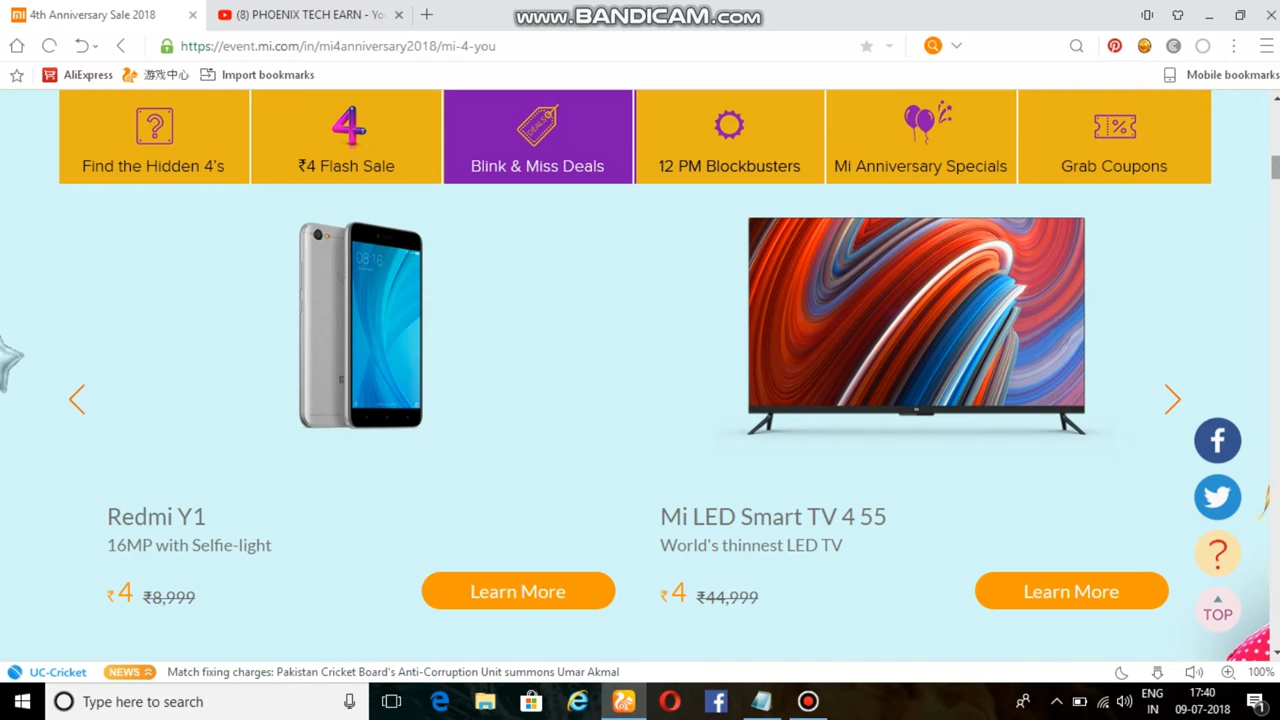 4th Anniversary Sale 2018
(8) PHOENIX TECH EARN - Yo
www.BANDICAM.com
https://event.mi.com/in/mi4anniversary2018/mi-4-you
AliExpress
游戏中心
Import bookmarks
Mobile bookmarks
Find the Hidden 4's
₹4 Flash Sale
Blink & Miss Deals
12 PM Blockbusters
Mi Anniversary Specials
Grab Coupons
Redmi Y1
16MP with Selfie-light
₹ 4 ₹8,999
Learn More
Mi LED Smart TV 4 55
World's thinnest LED TV
₹ 4 ₹44,999
Learn More
TOP
UC-Cricket
NEWS
Match fixing charges: Pakistan Cricket Board's Anti-Corruption Unit summons Umar Akmal
100%
Type here to search
ENG
IN
17:40
09-07-2018